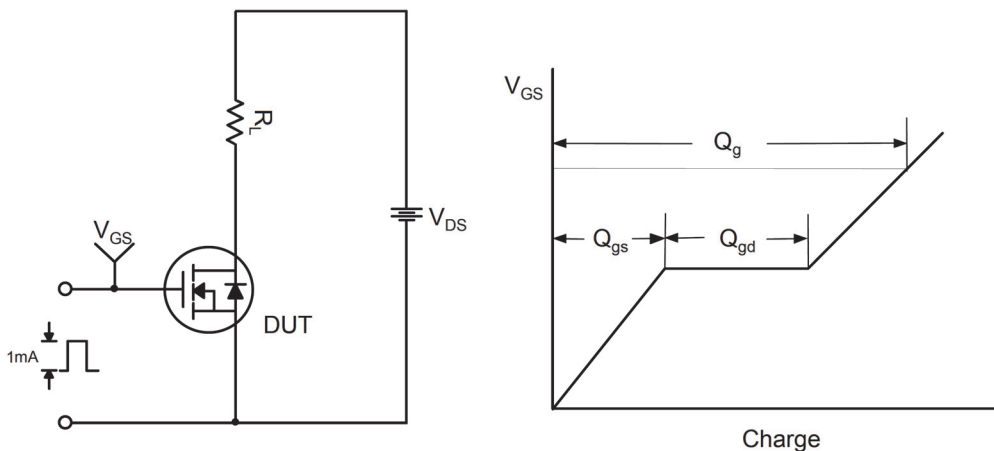 R_L
V_DS
V_GS
DUT
1mA
V_GS
Q_g
Q_gs
Q_gd
Charge